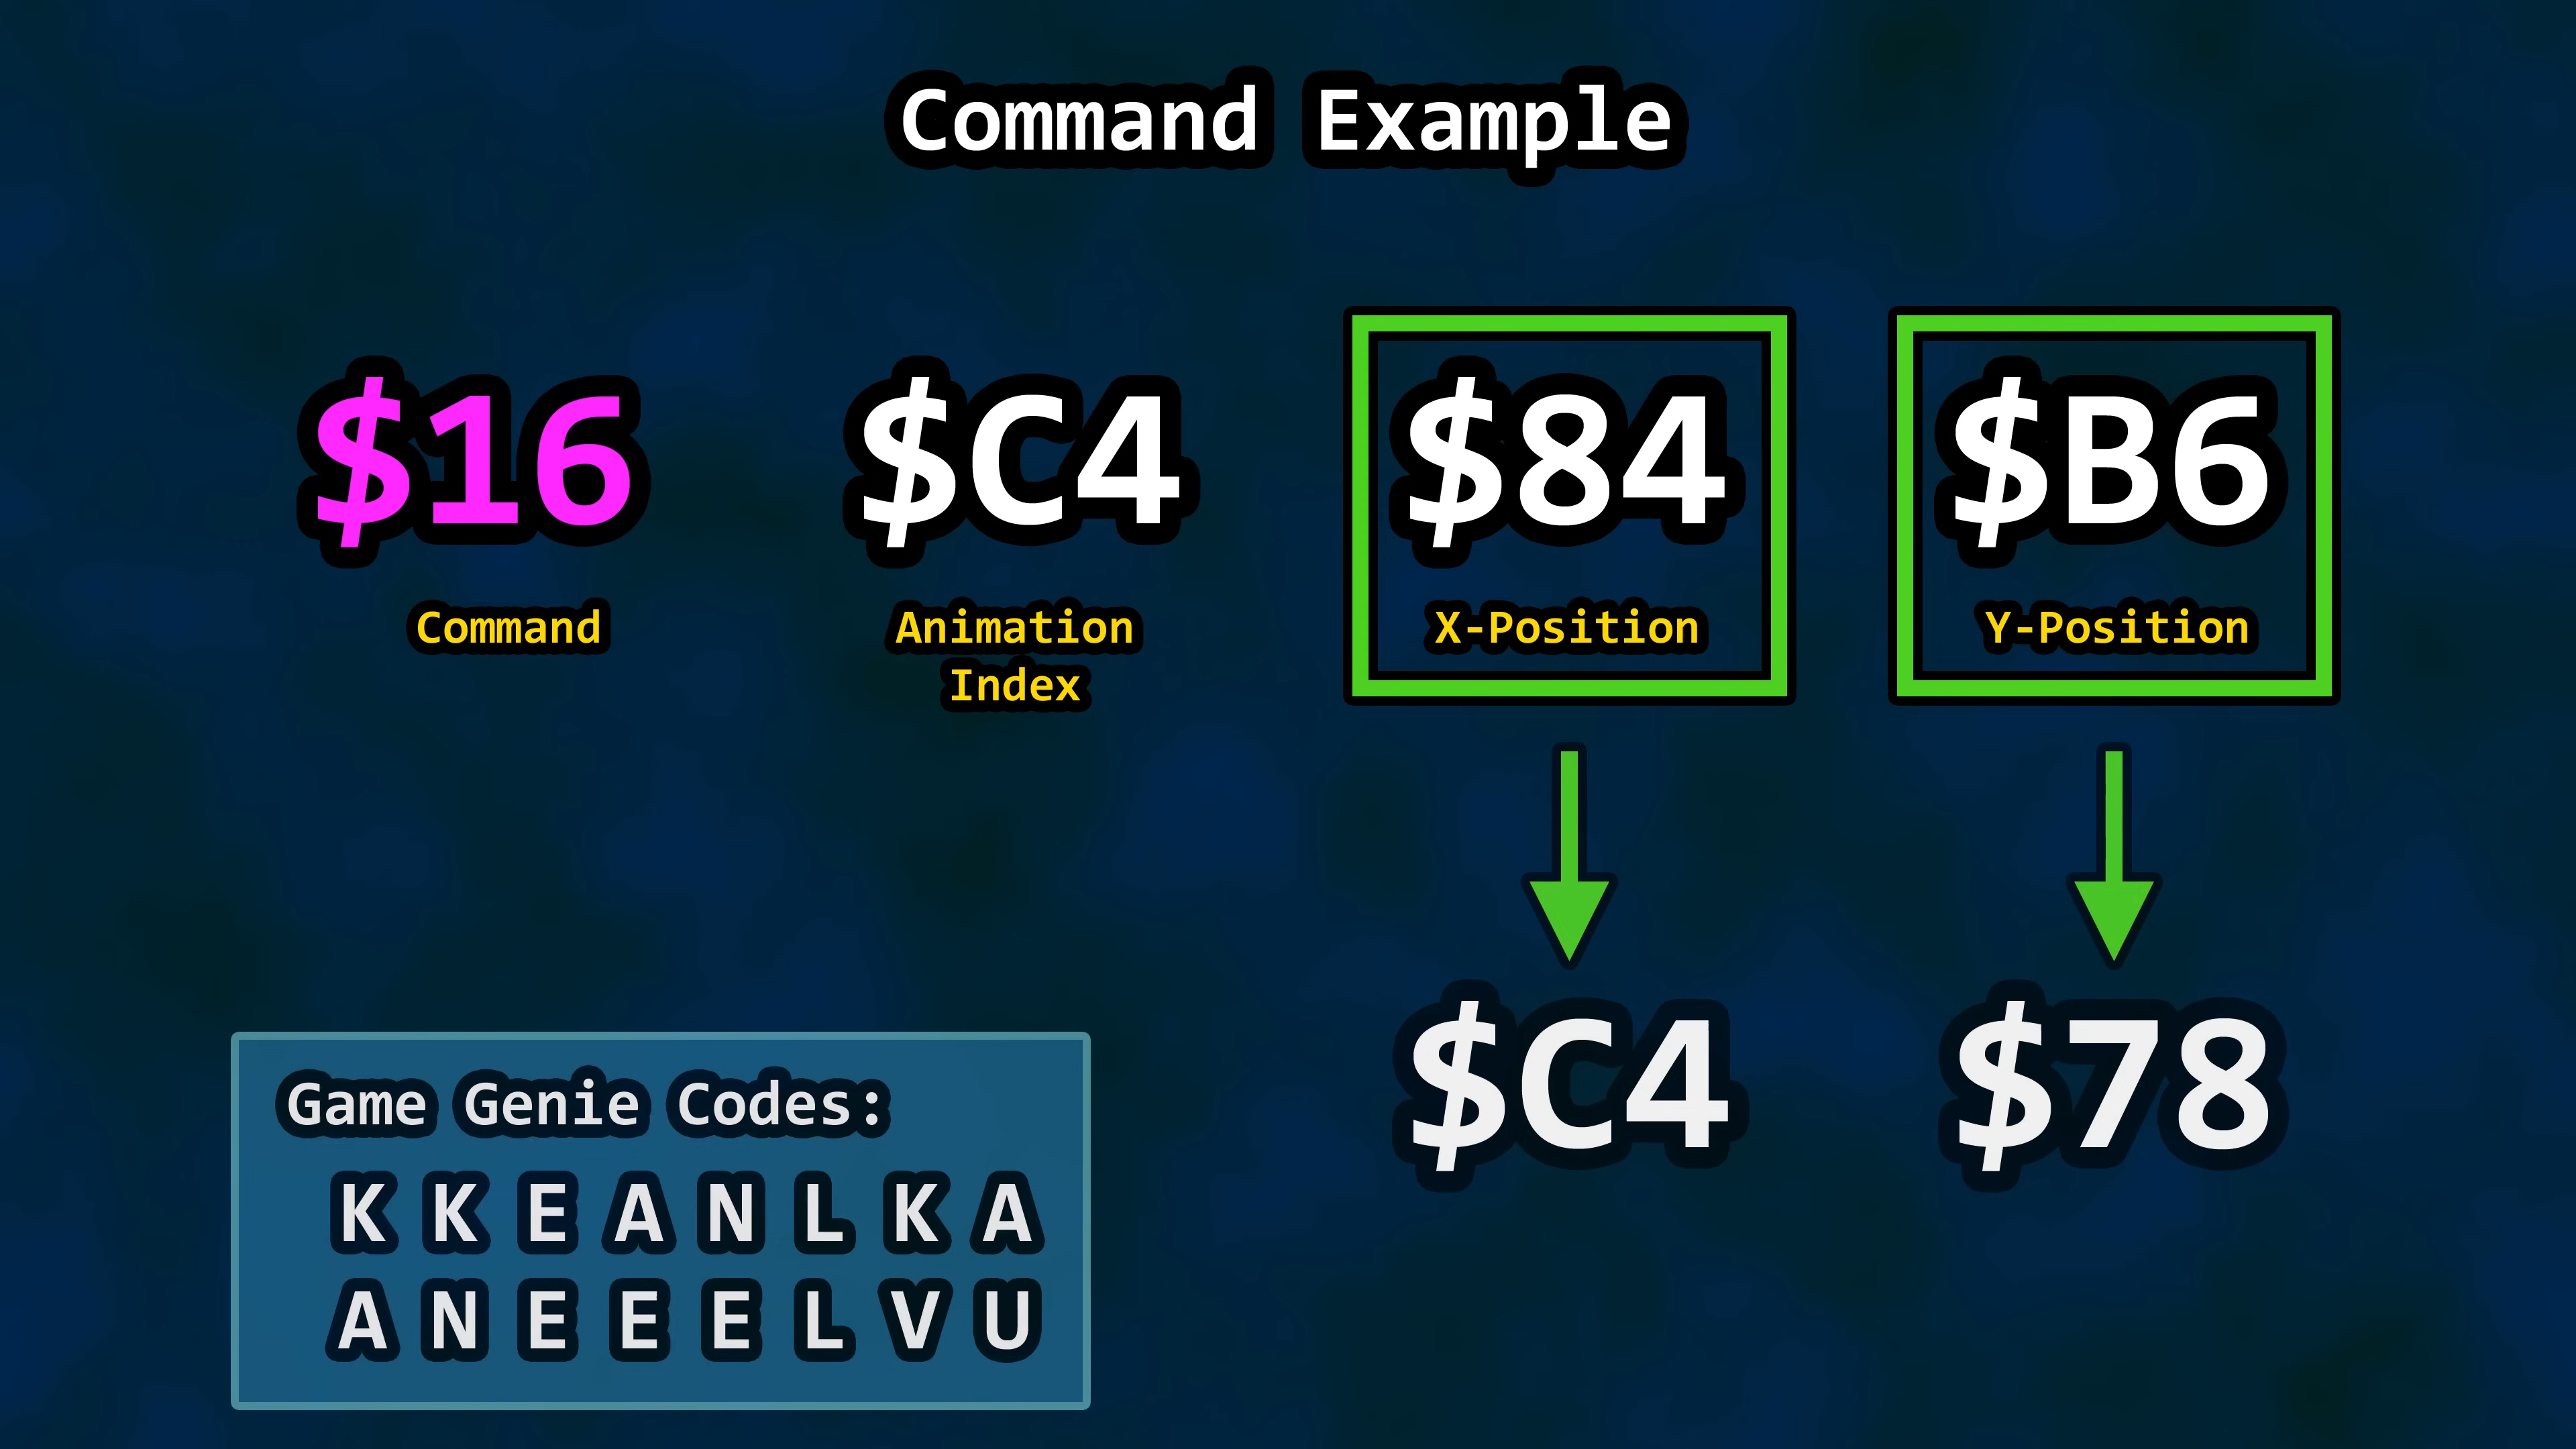 Command Example
$16 $C4 $84 $B6
Command Animation Index X-Position Y-Position
$C4 $78
Game Genie Codes:
K K E A N L K A
A N E E E L V U